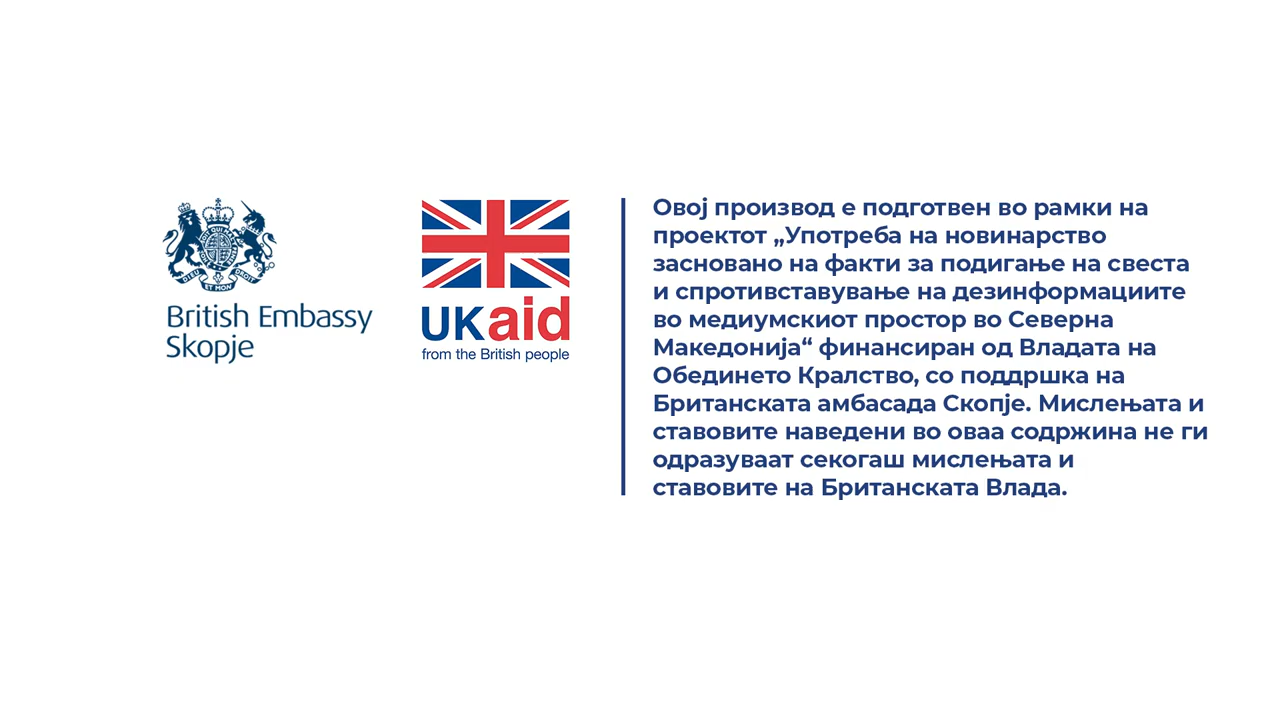 British Embassy
Skopje
UKaid
from the British people
Овој производ е подготвен во рамки на
проектот „Употреба на новинарство
засновано на факти за подигање на свеста
и спротивставување на дезинформациите
во медиумскиот простор во Северна
Македонија“ финансиран од Владата на
Обединето Кралство, со поддршка на
Британската амбасада Скопје. Мислењата и
ставовите наведени во оваа содржина не ги
одразуваат секогаш мислењата и
ставовите на Британската Влада.